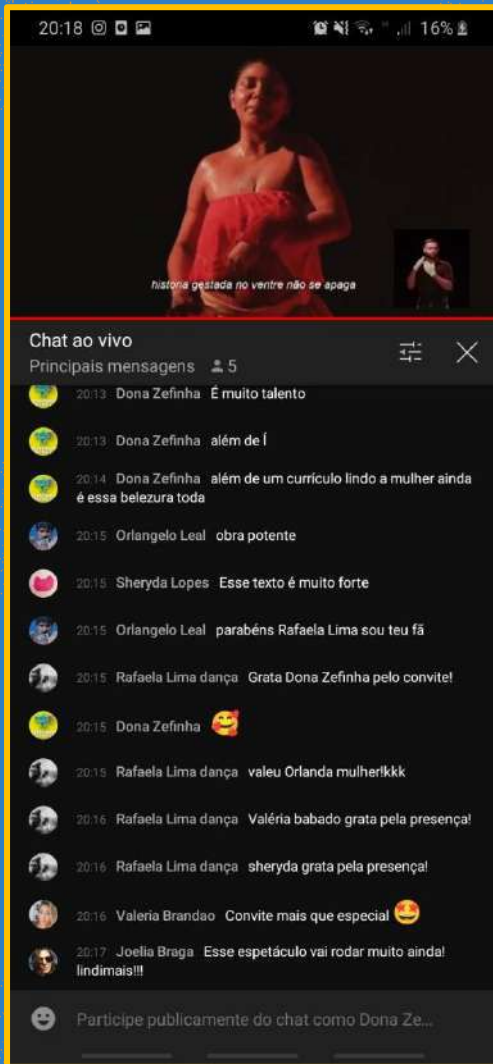 20:18
16%
história gestada no ventre não se apaga
Chat ao vivo
Principais mensagens 5
20:13 Dona Zefinha É muito talento
20:13 Dona Zefinha além de Í
20:14 Dona Zefinha além de um currículo lindo a mulher ainda
é essa belezura toda
20:15 Orlangelo Leal obra potente
20:15 Sheryda Lopes Esse texto é muito forte
20:15 Orlangelo Leal parabéns Rafaela Lima sou teu fã
20:15 Rafaela Lima dança Grata Dona Zefinha pelo convite!
20:15 Dona Zefinha 🥰
20:15 Rafaela Lima dança valeu Orlanda mulher!kkk
20:16 Rafaela Lima dança Valéria babado grata pela presença!
20:16 Rafaela Lima dança sheryda grata pela presença!
20:16 Valeria Brandao Convite mais que especial 🤩
20:17 Joelia Braga Esse espetáculo vai rodar muito ainda!
lindimais!!!
Participe publicamente do chat como Dona Ze...